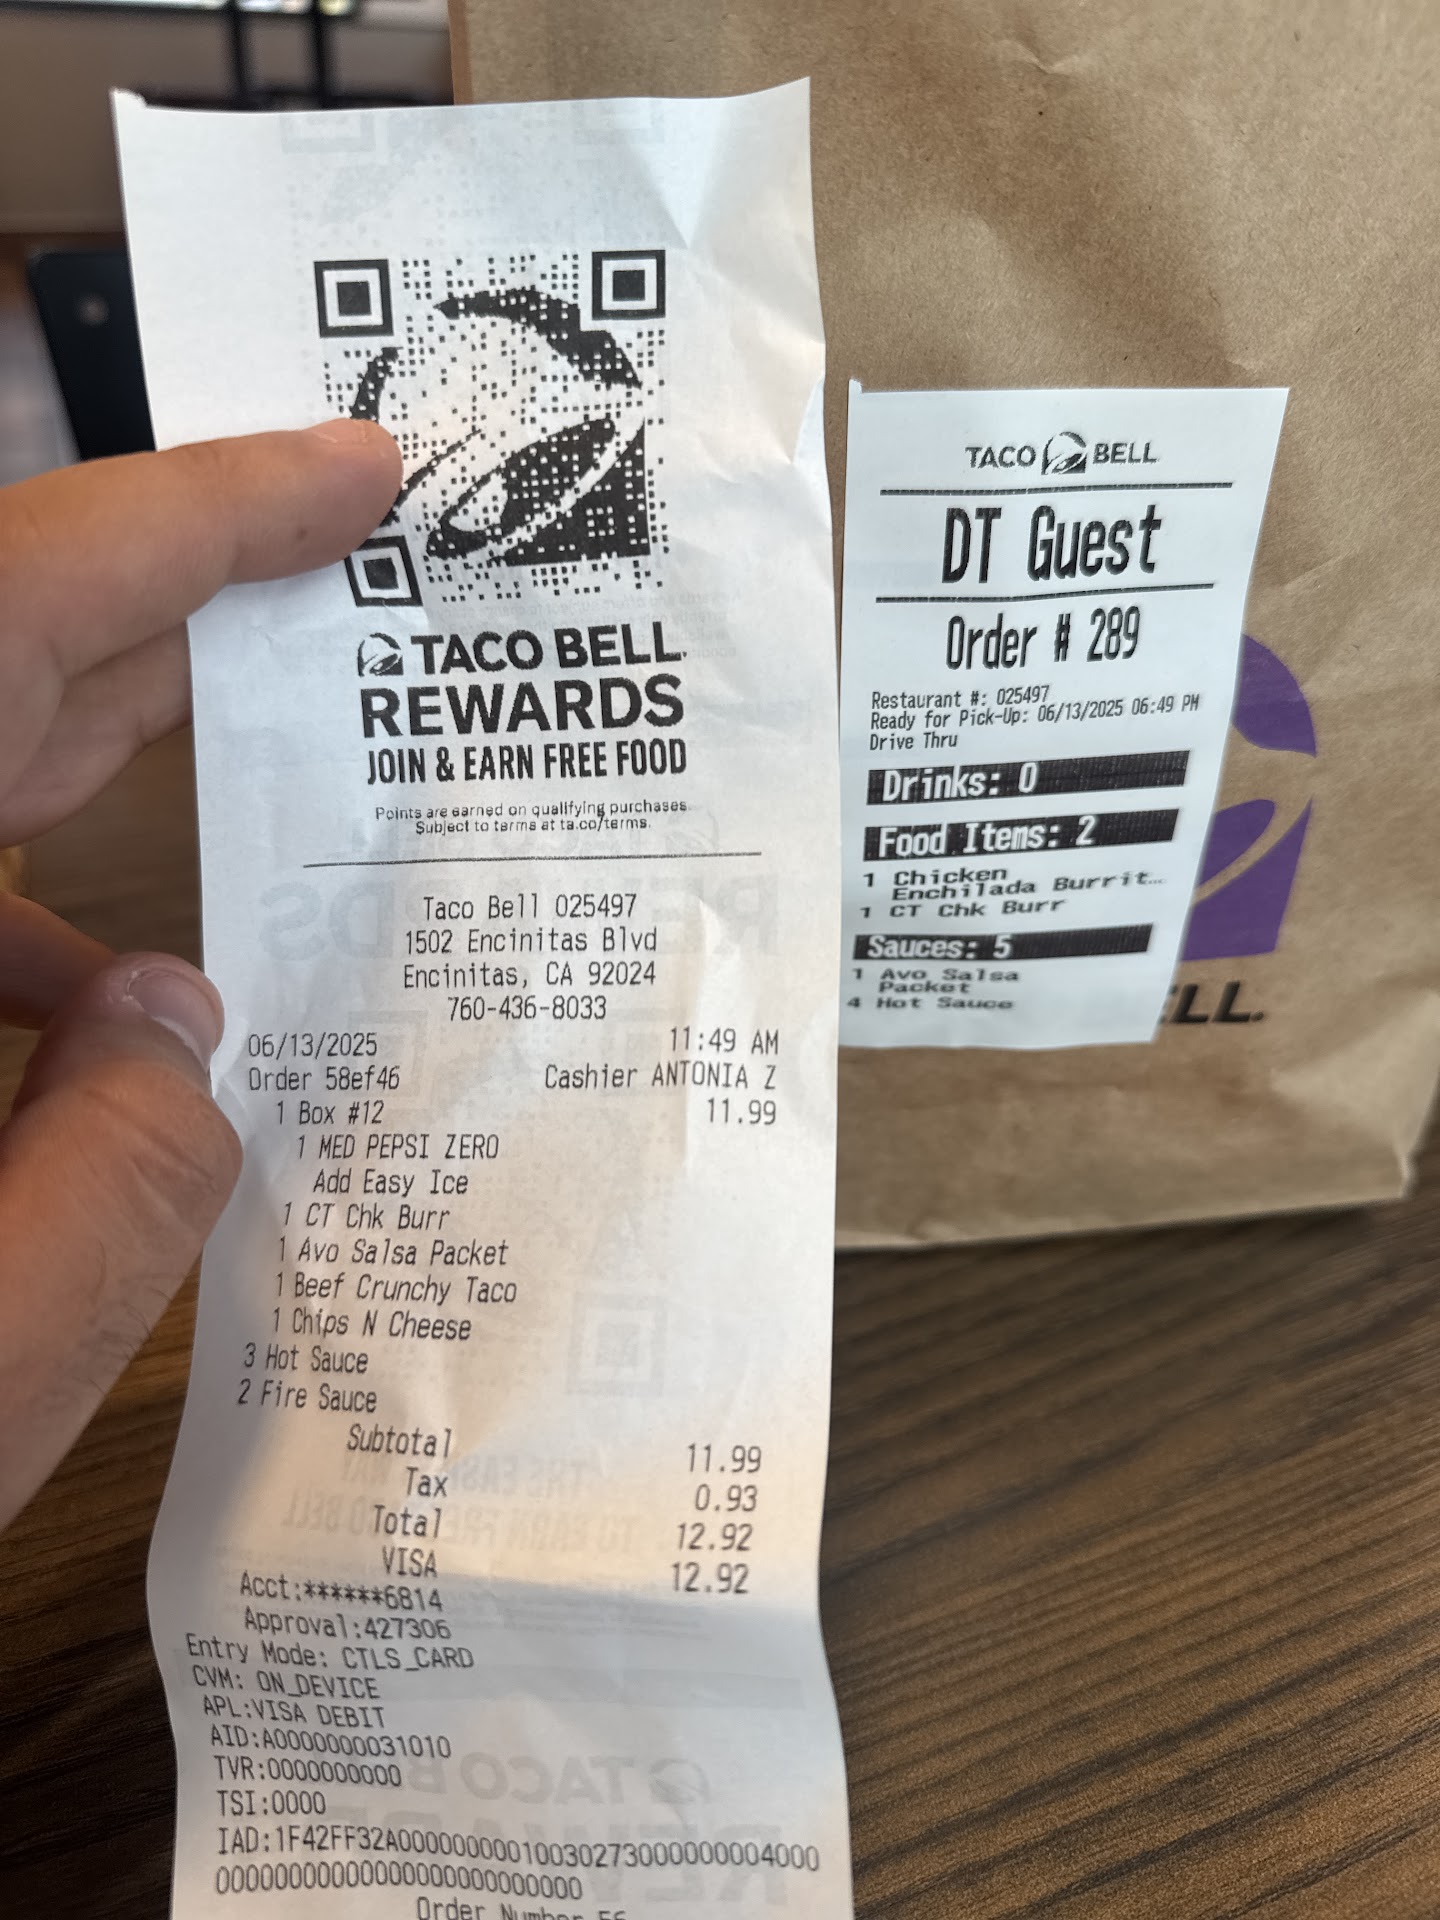 TACO BELL
REWARDS
JOIN & EARN FREE FOOD
Points are earned on qualifying purchases.
Subject to terms at ta.co/terms.
Taco Bell 025497
1502 Encinitas Blvd
Encinitas, CA 92024
760-436-8033
06/13/2025 11:49 AM
Order 58ef46 Cashier ANTONIA Z
1 Box #12 11.99
1 MED PEPSI ZERO
Add Easy Ice
1 CT Chk Burr
1 Avo Salsa Packet
1 Beef Crunchy Taco
1 Chips N Cheese
3 Hot Sauce
2 Fire Sauce
Subtotal 11.99
Tax 0.93
Total 12.92
VISA 12.92
Acct:******6814
Approval:427306
Entry Mode: CTLS_CARD
CVM: ON_DEVICE
APL:VISA DEBIT
AID:A0000000031010
TVR:0000000000
TSI:0000
Order Number
TACO BELL
DT Guest
Order # 289
Restaurant #: 025497
Ready for Pick-Up: 06/13/2025 06:49 PM
Drive Thru
Drinks: 0
Food Items: 2
1 Chicken
Enchilada Burrit...
1 CT Chk Burr
Sauces: 5
1 Avo Salsa
Packet
4 Hot Sauce
ELL.